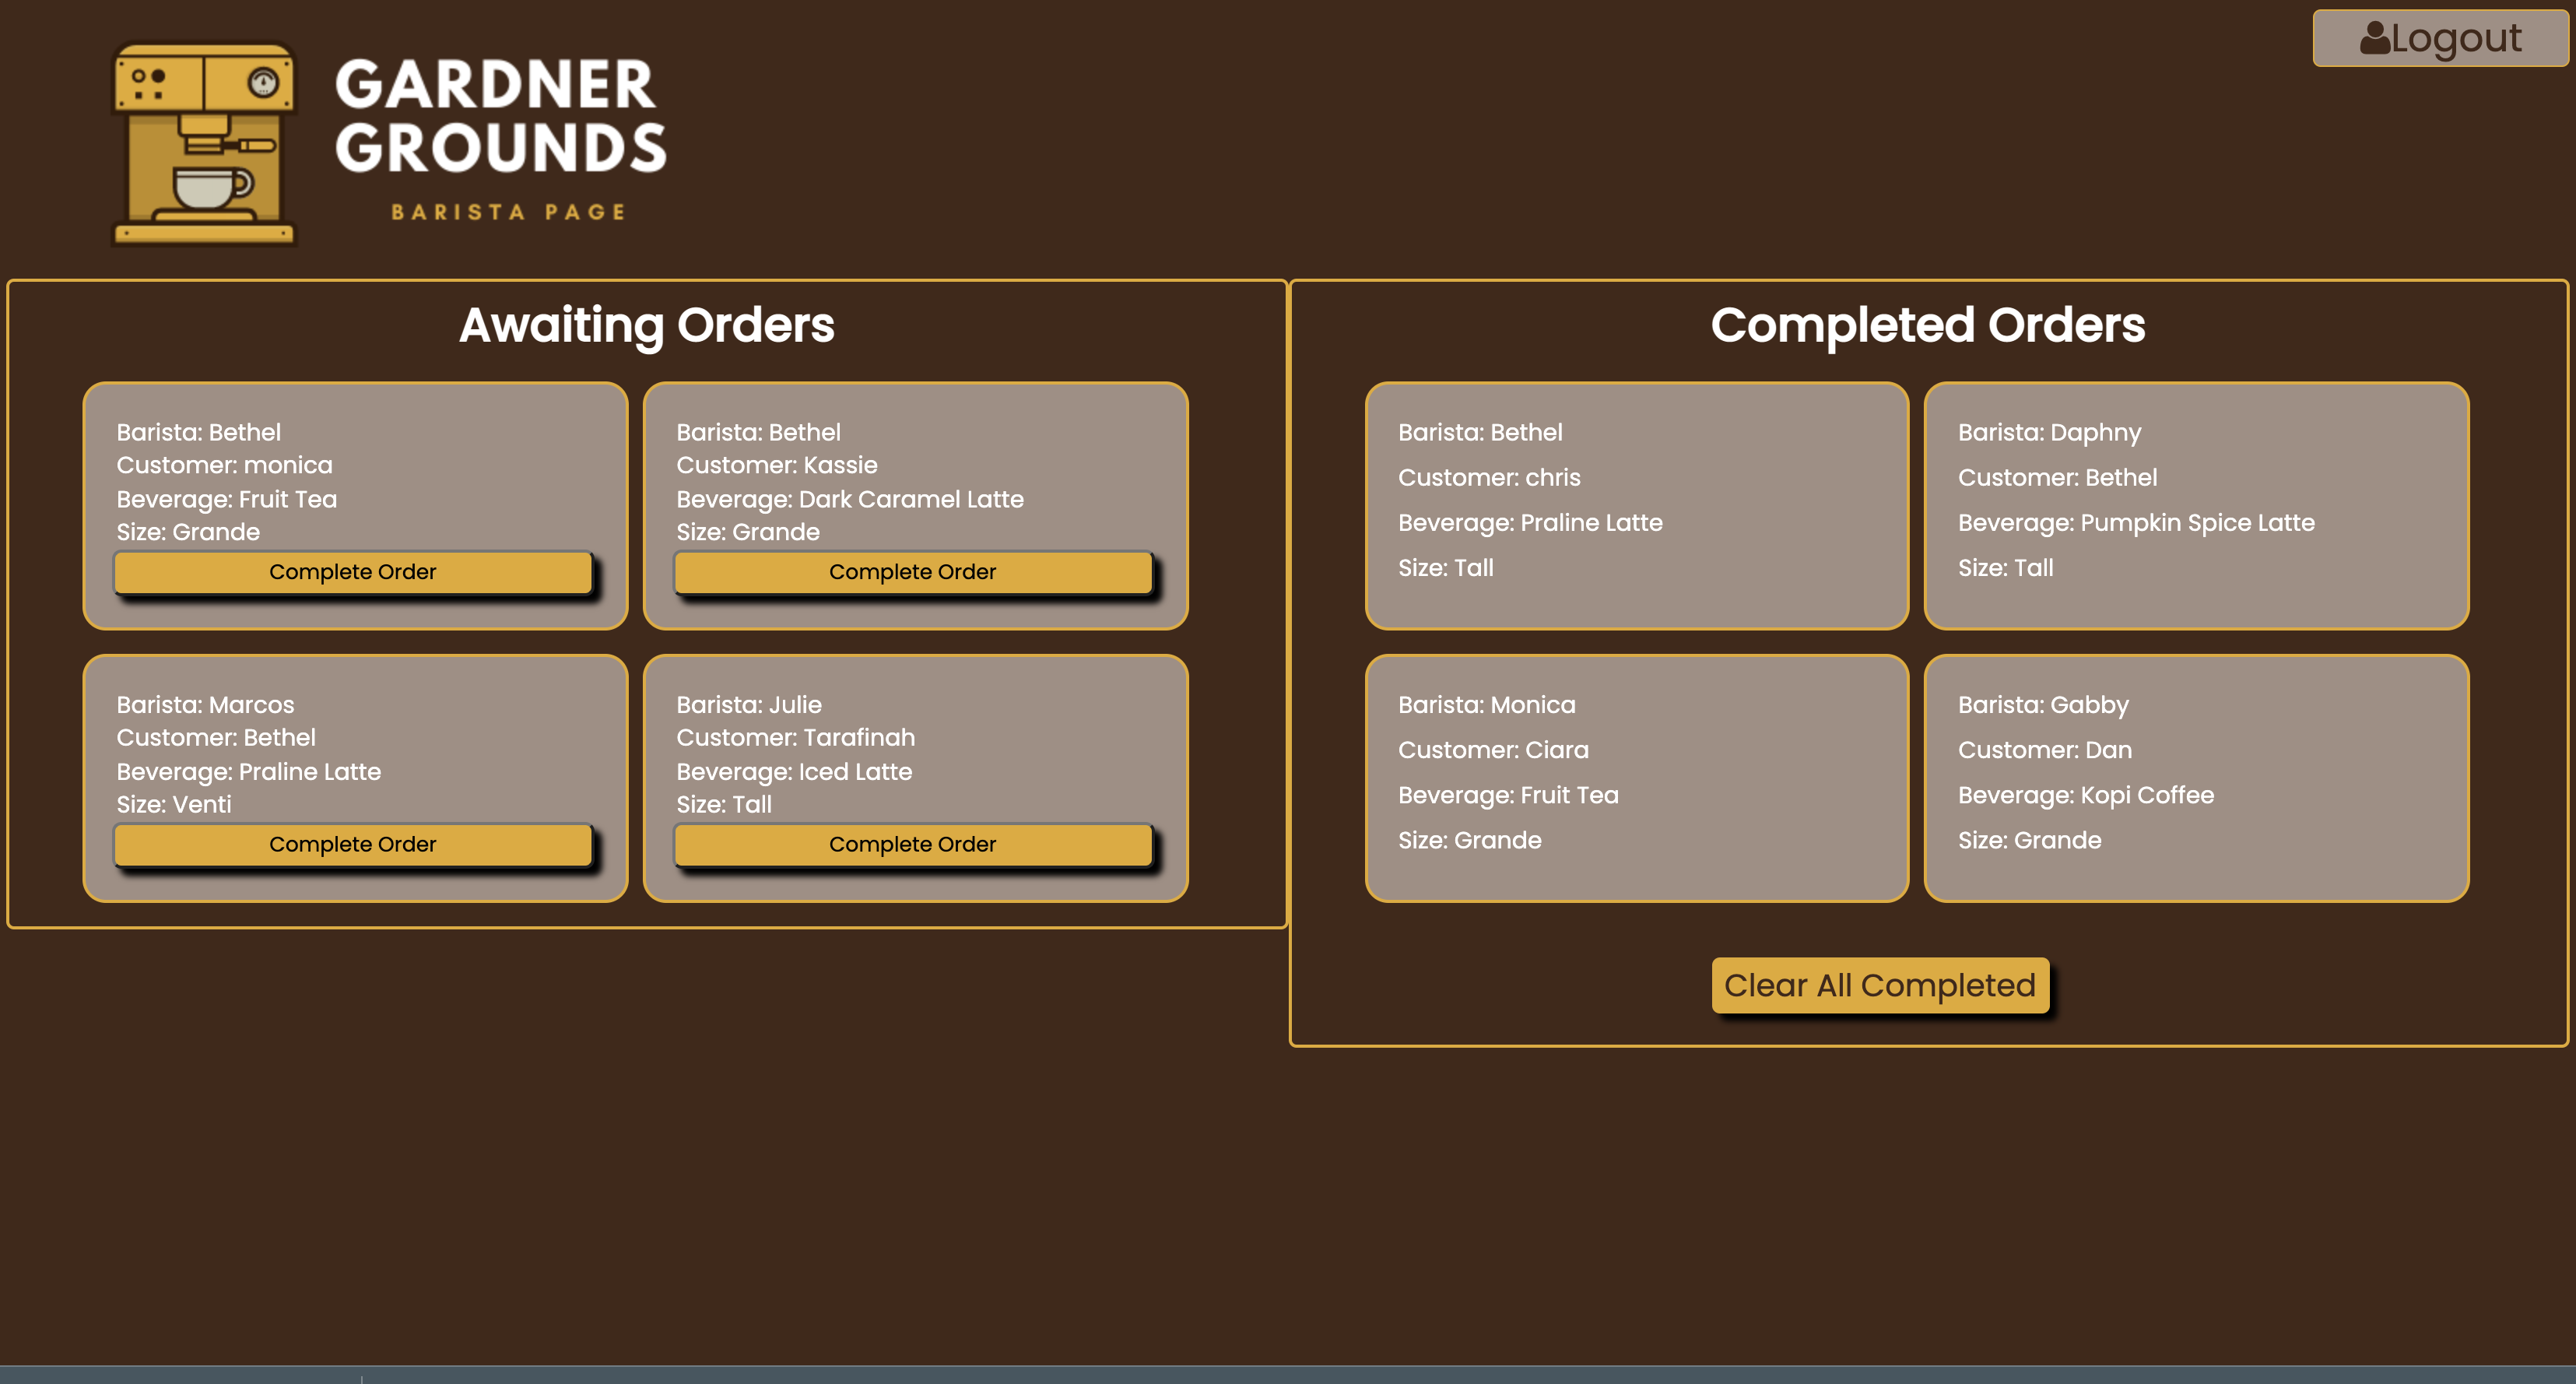 Logout
GARDNER
GROUNDS
BARISTA PAGE
Awaiting Orders
Barista: Bethel
Customer: monica
Beverage: Fruit Tea
Size: Grande
Complete Order
Barista: Bethel
Customer: Kassie
Beverage: Dark Caramel Latte
Size: Grande
Complete Order
Barista: Marcos
Customer: Bethel
Beverage: Praline Latte
Size: Venti
Complete Order
Barista: Julie
Customer: Tarafinah
Beverage: Iced Latte
Size: Tall
Complete Order
Completed Orders
Barista: Bethel
Customer: chris
Beverage: Praline Latte
Size: Tall
Barista: Daphny
Customer: Bethel
Beverage: Pumpkin Spice Latte
Size: Tall
Barista: Monica
Customer: Ciara
Beverage: Fruit Tea
Size: Grande
Barista: Gabby
Customer: Dan
Beverage: Kopi Coffee
Size: Grande
Clear All Completed